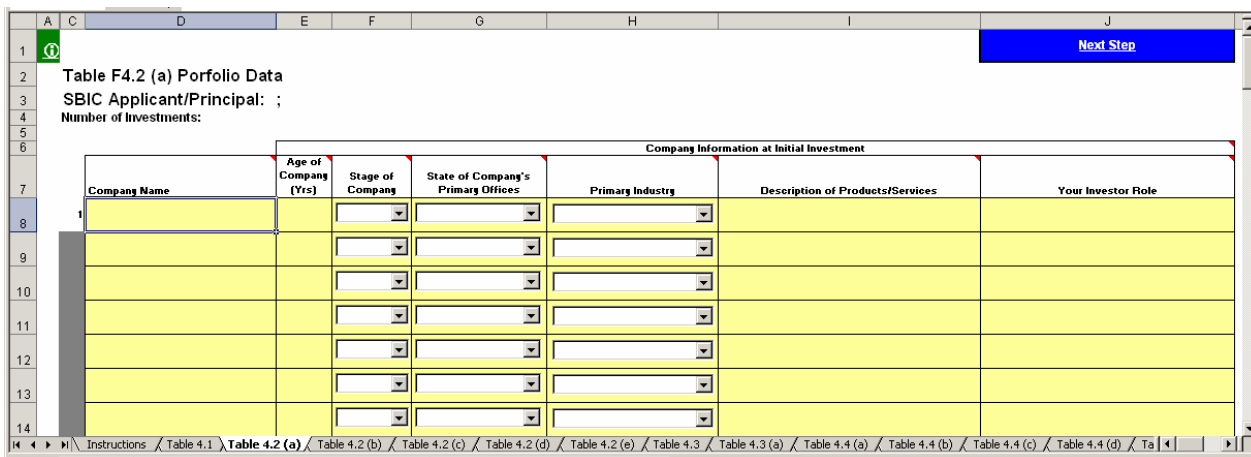 A C D E F G H I J
1 Next Step
2 Table F4.2 (a) Porfolio Data
3 SBIC Applicant/Principal: ;
4 Number of Investments:
5
6 Company Information at Initial Investment
7 Company Name Age of Company (Yrs) Stage of Company State of Company's Primary Offices Primary Industry Description of Products/Services Your Investor Role
8 1
9
10
11
12
13
14
Instructions Table 4.1 Table 4.2 (a) Table 4.2 (b) Table 4.2 (c) Table 4.2 (d) Table 4.2 (e) Table 4.3 Table 4.3 (a) Table 4.4 (a) Table 4.4 (b) Table 4.4 (c) Table 4.4 (d) Ta